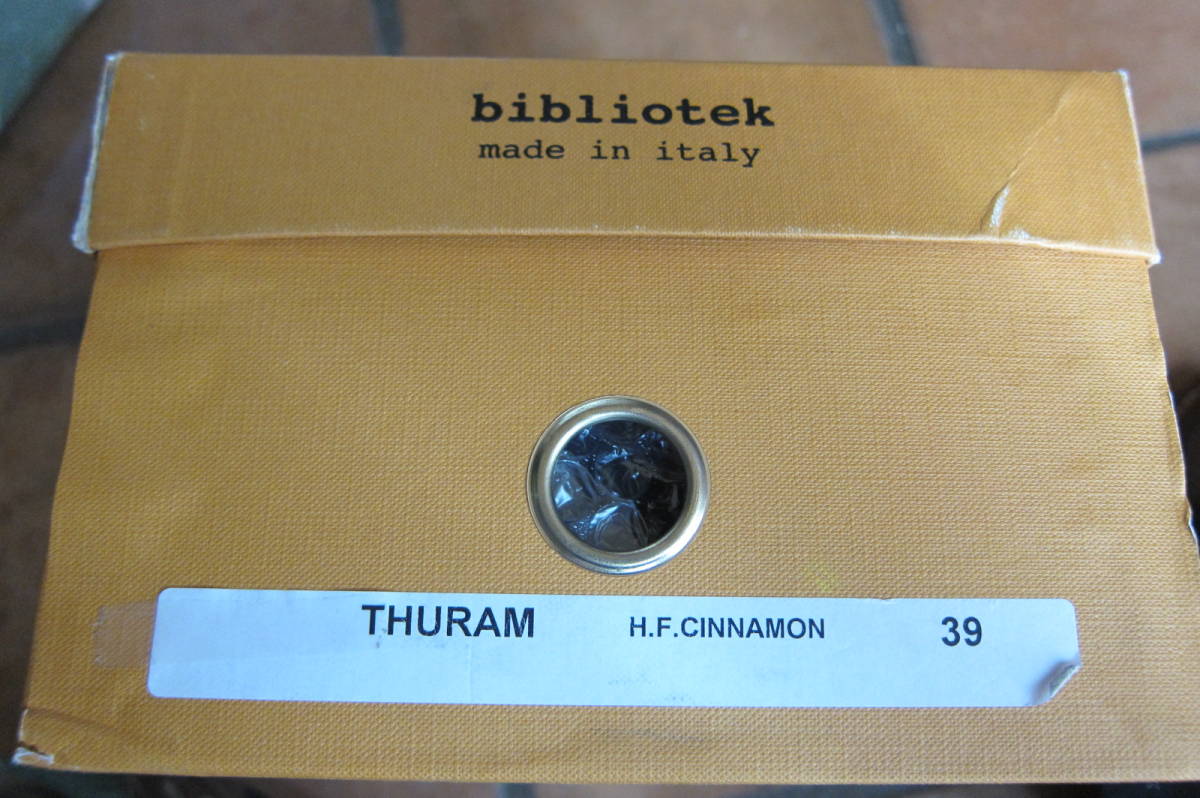 bibliotek
made in italy
THURAM H.F.CINNAMON 39